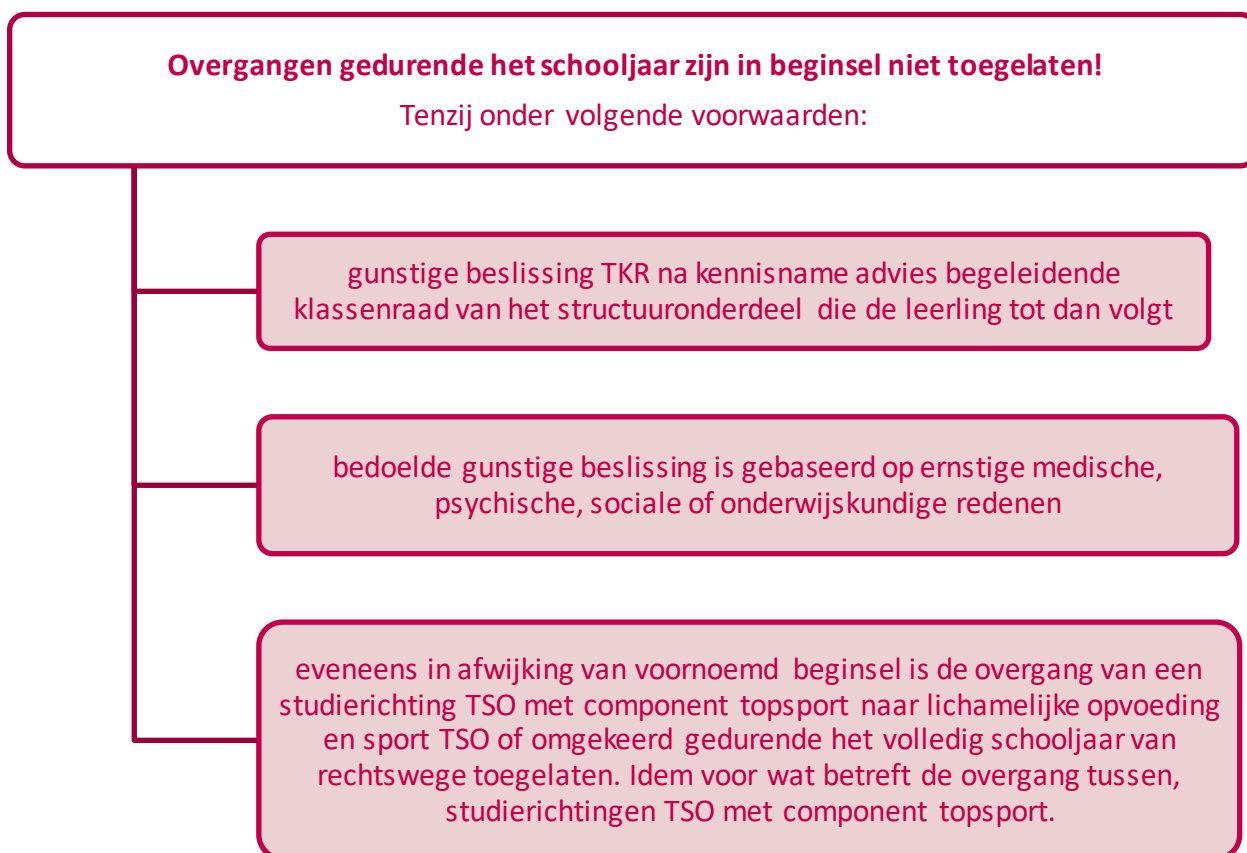 Overgangen gedurende het schooljaar zijn in beginsel niet toegelaten!
Tenzij onder volgende voorwaarden:
gunstige beslissing TKR na kennisname advies begeleidende
klassenraad van het structuuronderdeel die de leerling tot dan volgt
bedoelde gunstige beslissing is gebaseerd op ernstige medische,
psychische, sociale of onderwijskundige redenen
eveneens in afwijking van voornoemd beginsel is de overgang van een
studierichting TSO met component topsport naar lichamelijke opvoeding
en sport TSO of omgekeerd gedurende het volledig schooljaar van
rechtswege toegelaten. Idem voor wat betreft de overgang tussen,
studierichtingen TSO met component topsport.